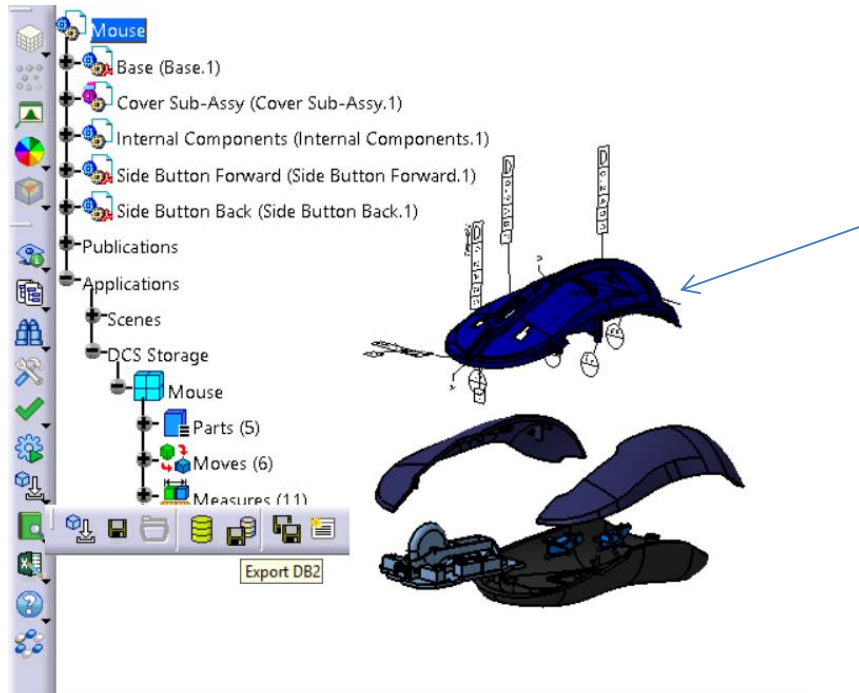 Mouse
Base (Base.1)
Cover Sub-Assy (Cover Sub-Assy.1)
Internal Components (Internal Components.1)
Side Button Forward (Side Button Forward.1)
Side Button Back (Side Button Back.1)
Publications
Applications
Scenes
DCS Storage
Mouse
Parts (5)
Moves (6)
Measures (11)
Export DB2